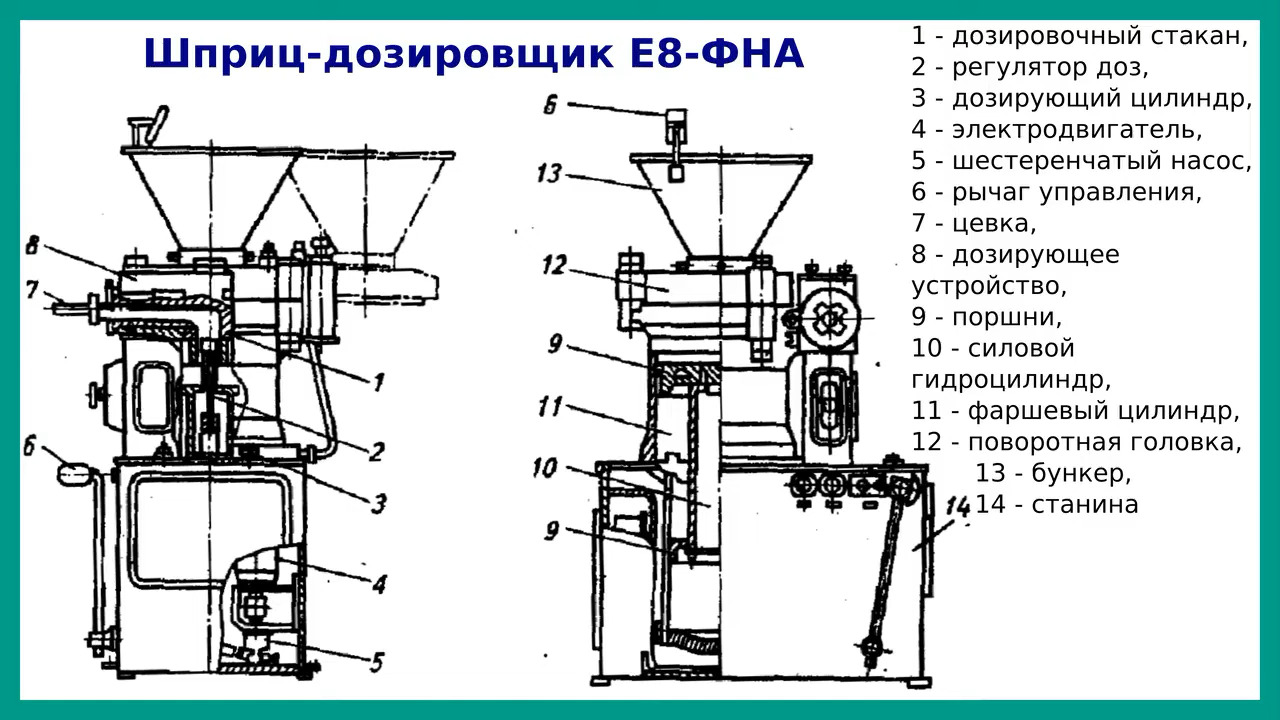 Шприц-дозировщик Е8-ФНА
1 - дозировочный стакан,
2 - регулятор доз,
3 - дозирующий цилиндр,
4 - электродвигатель,
5 - шестеренчатый насос,
6 - рычаг управления,
7 - цевка,
8 - дозирующее
устройство,
9 - поршни,
10 - силовой
гидроцилиндр,
11 - фаршевый цилиндр,
12 - поворотная головка,
13 - бункер,
14 - станина
8
7
6
1
2
3
4
5
6
13
12
9
11
10
9
14